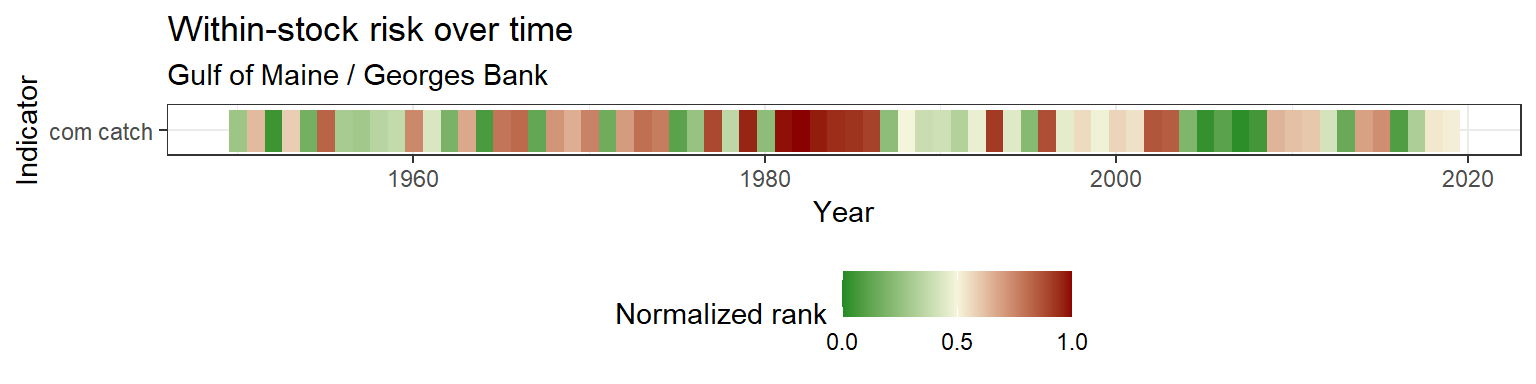 Within-stock risk over time
Gulf of Maine / Georges Bank
Indicator
com catch
1960 1980 2000 2020
Year
Normalized rank
0.0 0.5 1.0